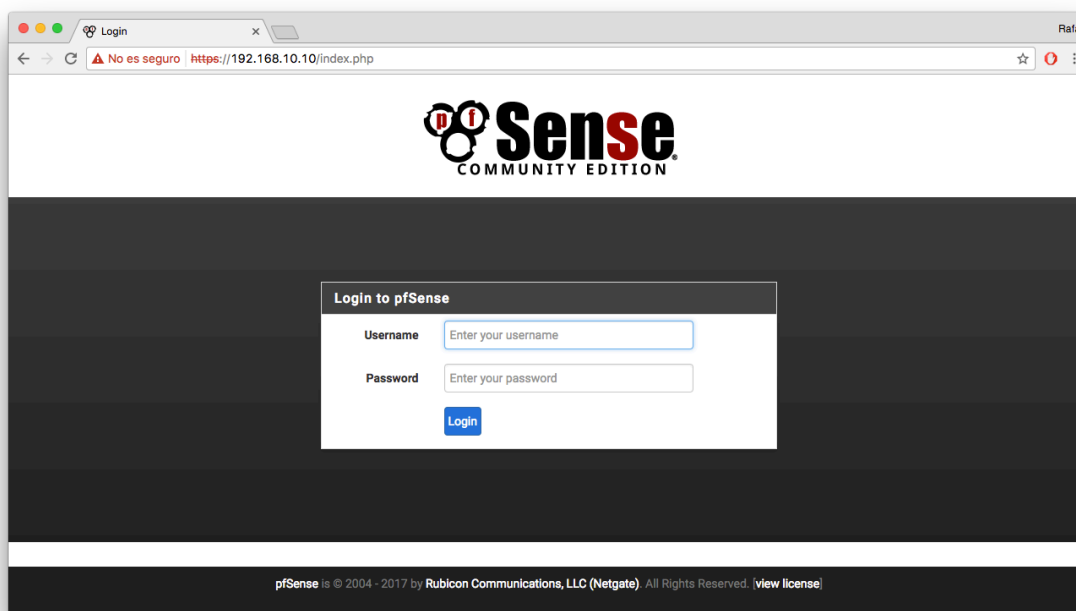 Login
Rafa
No es seguro https://192.168.10.10/index.php
pf Sense
COMMUNITY EDITION
Login to pfSense
Username Enter your username
Password Enter your password
Login
pfSense is © 2004 - 2017 by Rubicon Communications, LLC (Netgate). All Rights Reserved. [view license]